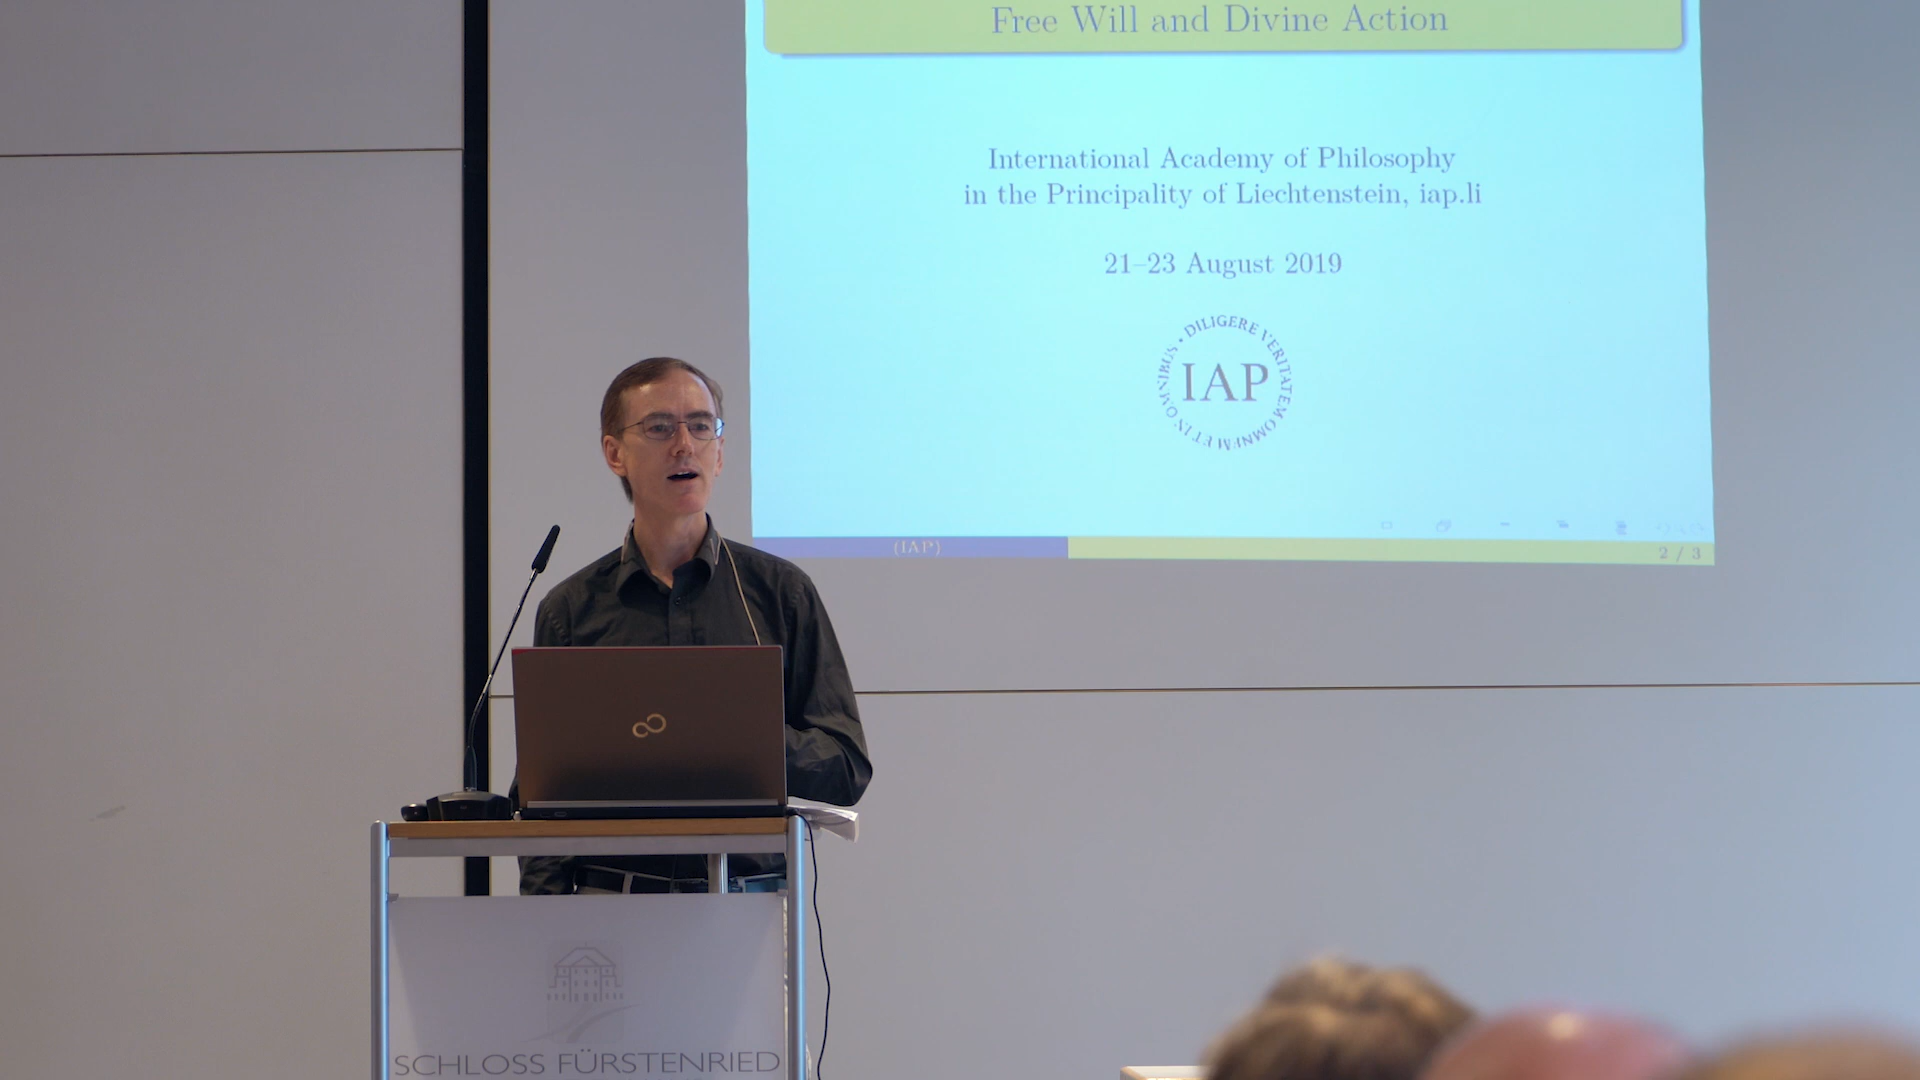 Free Will and Divine Action
International Academy of Philosophy
in the Principality of Liechtenstein, iap.li
21–23 August 2019
DILIGERE VERITATEM OMNEM ET IN OMNIBUS
IAP
(IAP)
2 / 3
SCHLOSS FÜRSTENRIED